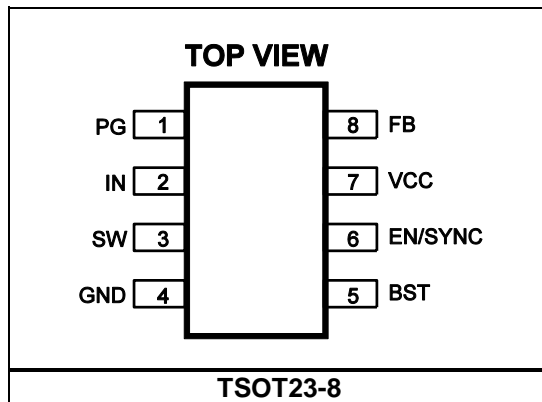 TOP VIEW
PG 1 8 FB
IN 2 7 VCC
SW 3 6 EN/SYNC
GND 4 5 BST
TSOT23-8